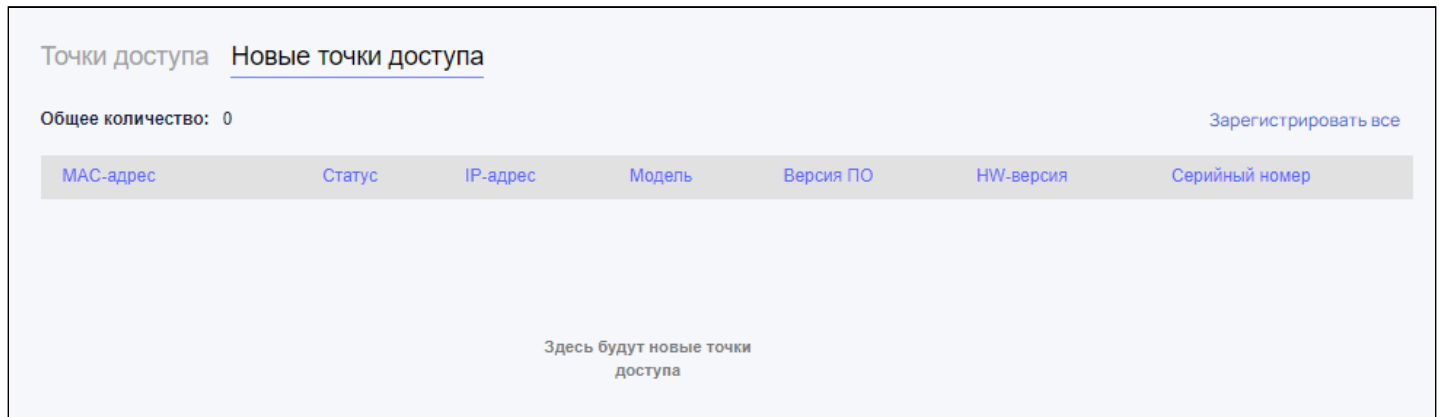 Точки доступа Новые точки доступа
Общее количество: 0 Зарегистрировать все
MAC-адрес Статус IP-адрес Модель Версия ПО HW-версия Серийный номер
Здесь будут новые точки
доступа